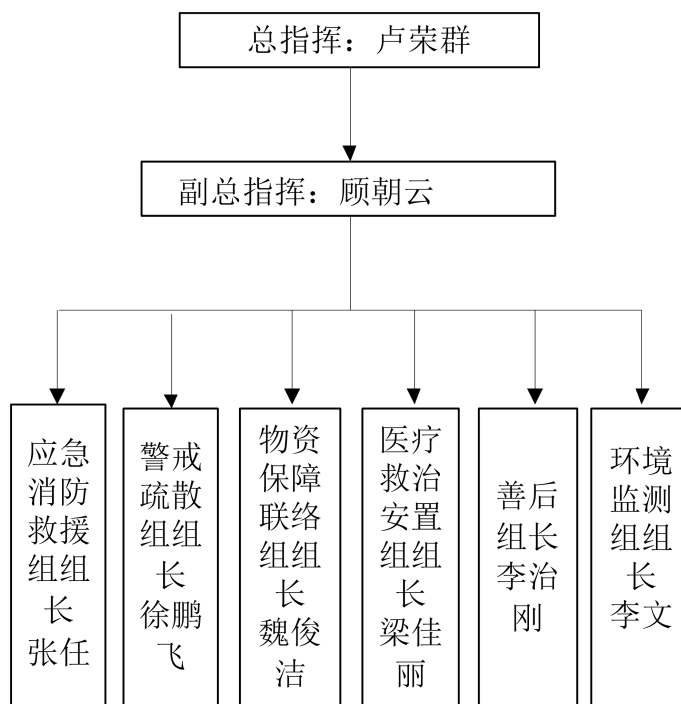 总指挥：卢荣群
副总指挥：顾朝云
应急
消防
救援
组组
长
张任
警戒
疏散
组组
长
徐鹏
飞
物资
保障
联络
组组
长
魏俊
洁
医疗
救治
安置
组组
长
梁佳
丽
善后
组长
李治
刚
环境
监测
组组
长
李文